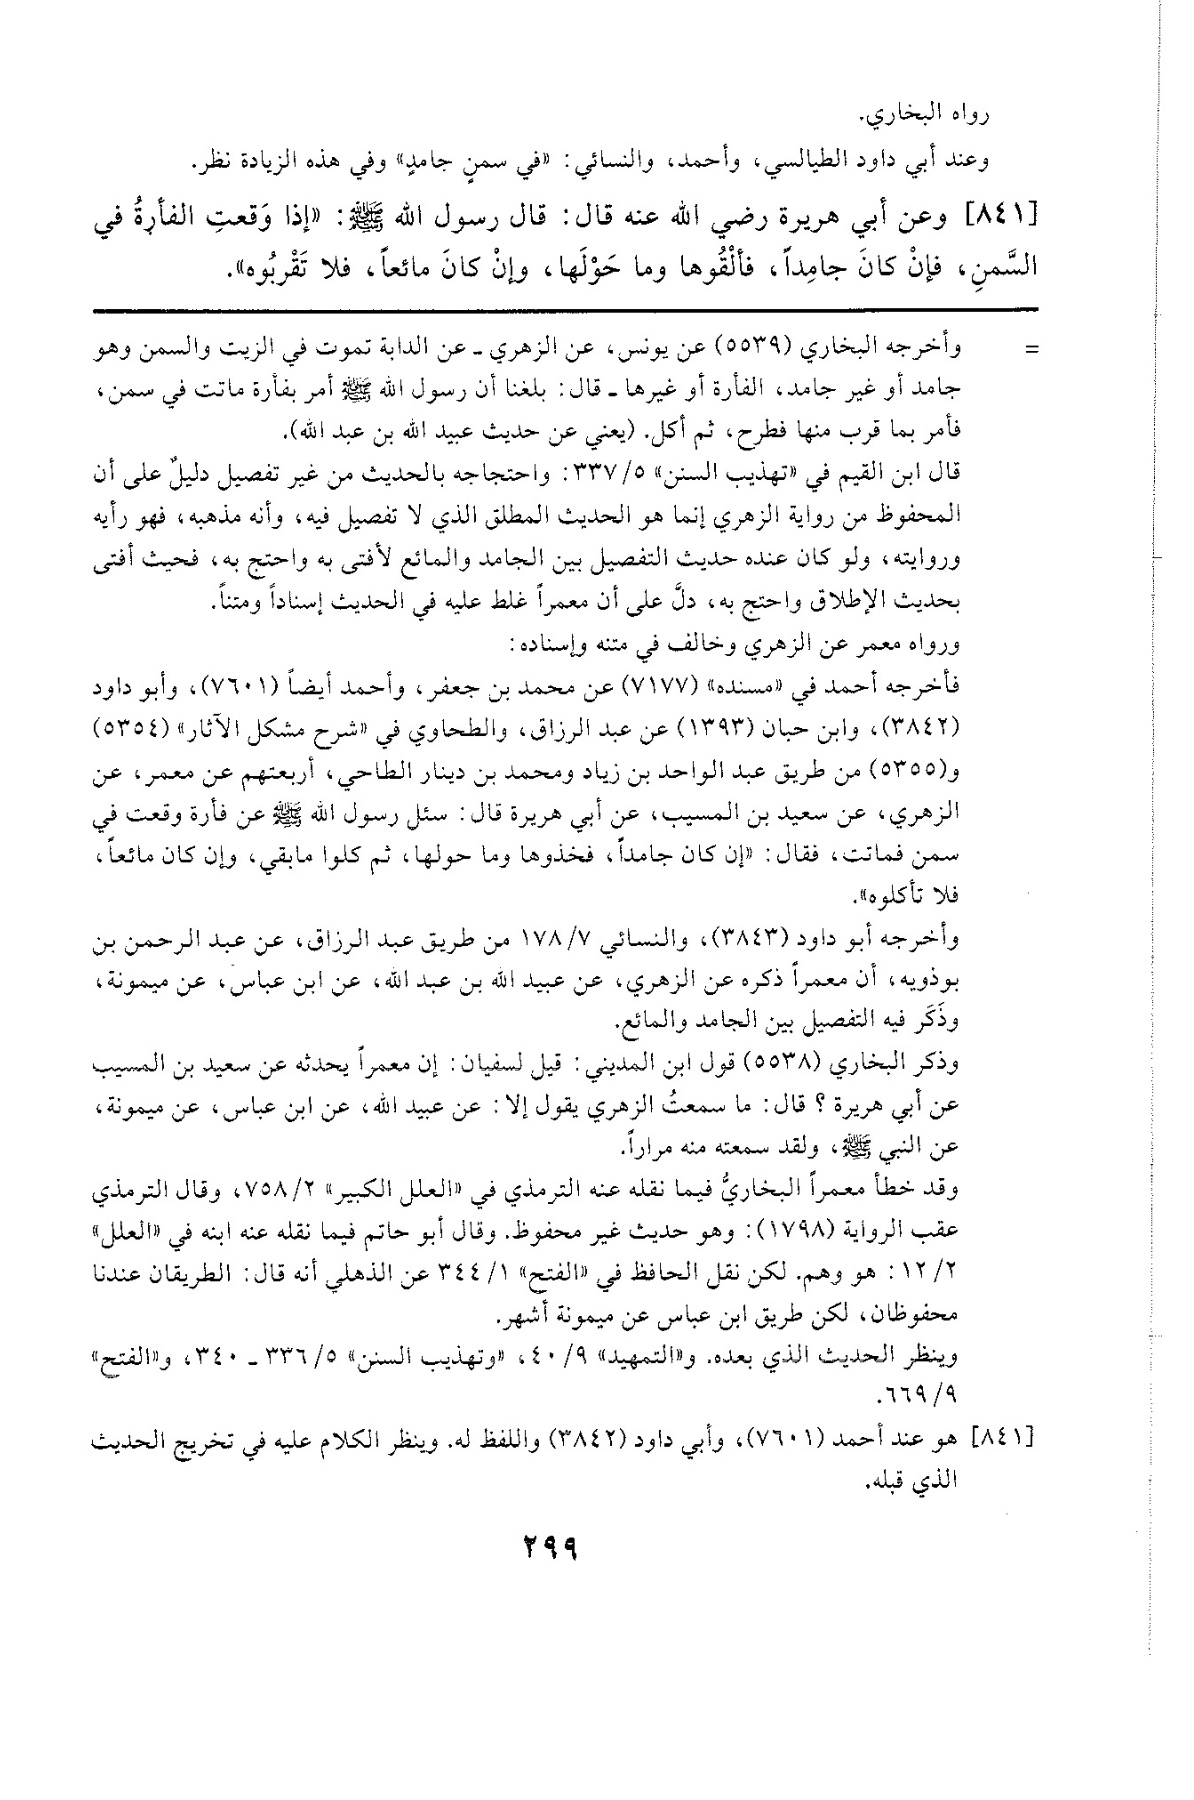 رواه البخاري.
وعند أبي داود الطيالسي، وأحمد، والنسائي: «في سمنٍ جامدٍ» وفي هذه الزيادة نظر.
[٨٤١] وعن أبي هريرة رضي الله عنه قال: قال رسول الله ﷺ: «إذا وَقعتِ الفأرةُ في
السَّمنِ، فإنْ كانَ جامِداً، فألْقُوها وما حَوْلَها، وإنْ كانَ مائعاً، فلا تَقْربُوه».
= وأخرجه البخاري (٥٥٣٩) عن يونس، عن الزهري ـ عن الدابة تموت في الزيت والسمن وهو
جامد أو غير جامد، الفأرة أو غيرها ـ قال: بلغنا أن رسول الله ﷺ أمر بفأرة ماتت في سمن،
فأمر بما قرب منها فطرح، ثم أكل. (يعني عن حديث عبيد الله بن عبد الله).
قال ابن القيم في «تهذيب السنن» ٥/ ٣٣٧: واحتجاجه بالحديث من غير تفصيل دليلٌ على أن
المحفوظ من رواية الزهري إنما هو الحديث المطلق الذي لا تفصيل فيه، وأنه مذهبه، فهو رأيه
وروايته، ولو كان عنده حديث التفصيل بين الجامد والمائع لأفتى به واحتج به، فحيث أفتى
بحديث الإطلاق واحتج به، دلَّ على أن معمراً غلط عليه في الحديث إسناداً ومتناً.
ورواه معمر عن الزهري وخالف في متنه وإسناده:
فأخرجه أحمد في «مسنده» (٧١٧٧) عن محمد بن جعفر، وأحمد أيضاً (٧٦٠١)، وأبو داود
(٣٨٤٢)، وابن حبان (١٣٩٣) عن عبد الرزاق، والطحاوي في «شرح مشكل الآثار» (٥٣٥٤)
و(٥٣٥٥) من طريق عبد الواحد بن زياد ومحمد بن دينار الطاحي، أربعتهم عن معمر، عن
الزهري، عن سعيد بن المسيب، عن أبي هريرة قال: سئل رسول الله ﷺ عن فأرة وقعت في
سمن فماتت، فقال: «إن كان جامداً، فخذوها وما حولها، ثم كلوا مابقي، وإن كان مائعاً،
فلا تأكلوه».
وأخرجه أبو داود (٣٨٤٣)، والنسائي ٧/ ١٧٨ من طريق عبد الرزاق، عن عبد الرحمن بن
بوذويه، أن معمراً ذكره عن الزهري، عن عبيد الله بن عبد الله، عن ابن عباس، عن ميمونة،
وذَكَر فيه التفصيل بين الجامد والمائع.
وذكر البخاري (٥٥٣٨) قول ابن المديني: قيل لسفيان: إن معمراً يحدثه عن سعيد بن المسيب
عن أبي هريرة ؟ قال: ما سمعتُ الزهري يقول إلا: عن عبيد الله، عن ابن عباس، عن ميمونة،
عن النبي ﷺ، ولقد سمعته منه مراراً.
وقد خطأ معمراً البخاريُّ فيما نقله عنه الترمذي في «العلل الكبير» ٢/ ٧٥٨، وقال الترمذي
عقب الرواية (١٧٩٨): وهو حديث غير محفوظ. وقال أبو حاتم فيما نقله عنه ابنه في «العلل»
٢/ ١٢: هو وهم. لكن نقل الحافظ في «الفتح» ١/ ٣٤٤ عن الذهلي أنه قال: الطريقان عندنا
محفوظان، لكن طريق ابن عباس عن ميمونة أشهر.
وينظر الحديث الذي بعده. و«التمهيد» ٩/ ٤٠، «وتهذيب السنن» ٥/ ٣٣٦ ـ ٣٤٠، و«الفتح»
٩/ ٦٦٩.
[٨٤١] هو عند أحمد (٧٦٠١)، وأبي داود (٣٨٤٢) واللفظ له. وينظر الكلام عليه في تخريج الحديث
الذي قبله.
٢٩٩